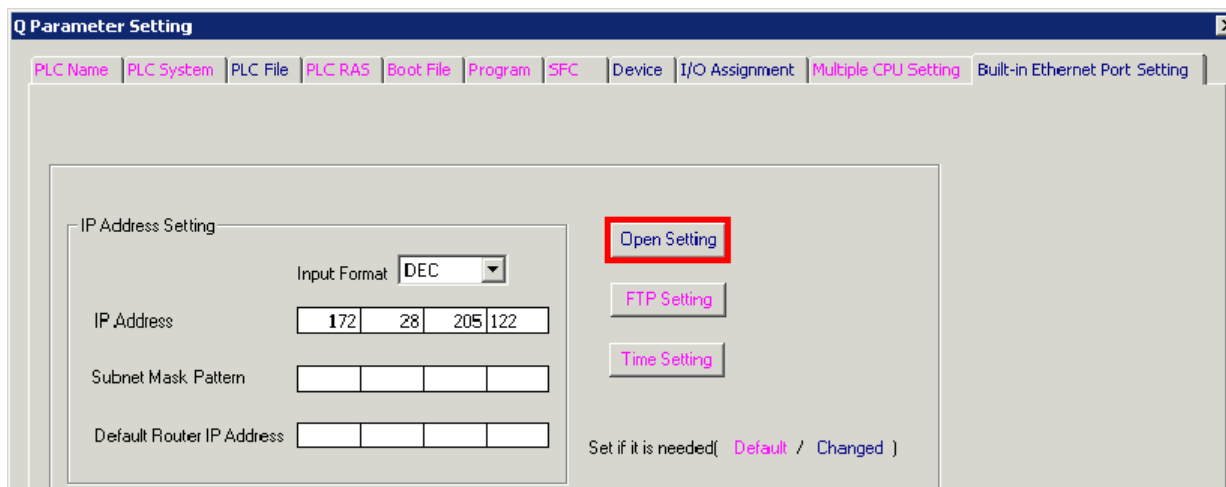 Q Parameter Setting
PLC Name PLC System PLC File PLC RAS Boot File Program SFC Device I/O Assignment Multiple CPU Setting Built-in Ethernet Port Setting
IP Address Setting
Input Format DEC
IP Address 172 28 205 122
Subnet Mask Pattern
Default Router IP Address
Open Setting
FTP Setting
Time Setting
Set if it is needed( Default / Changed )